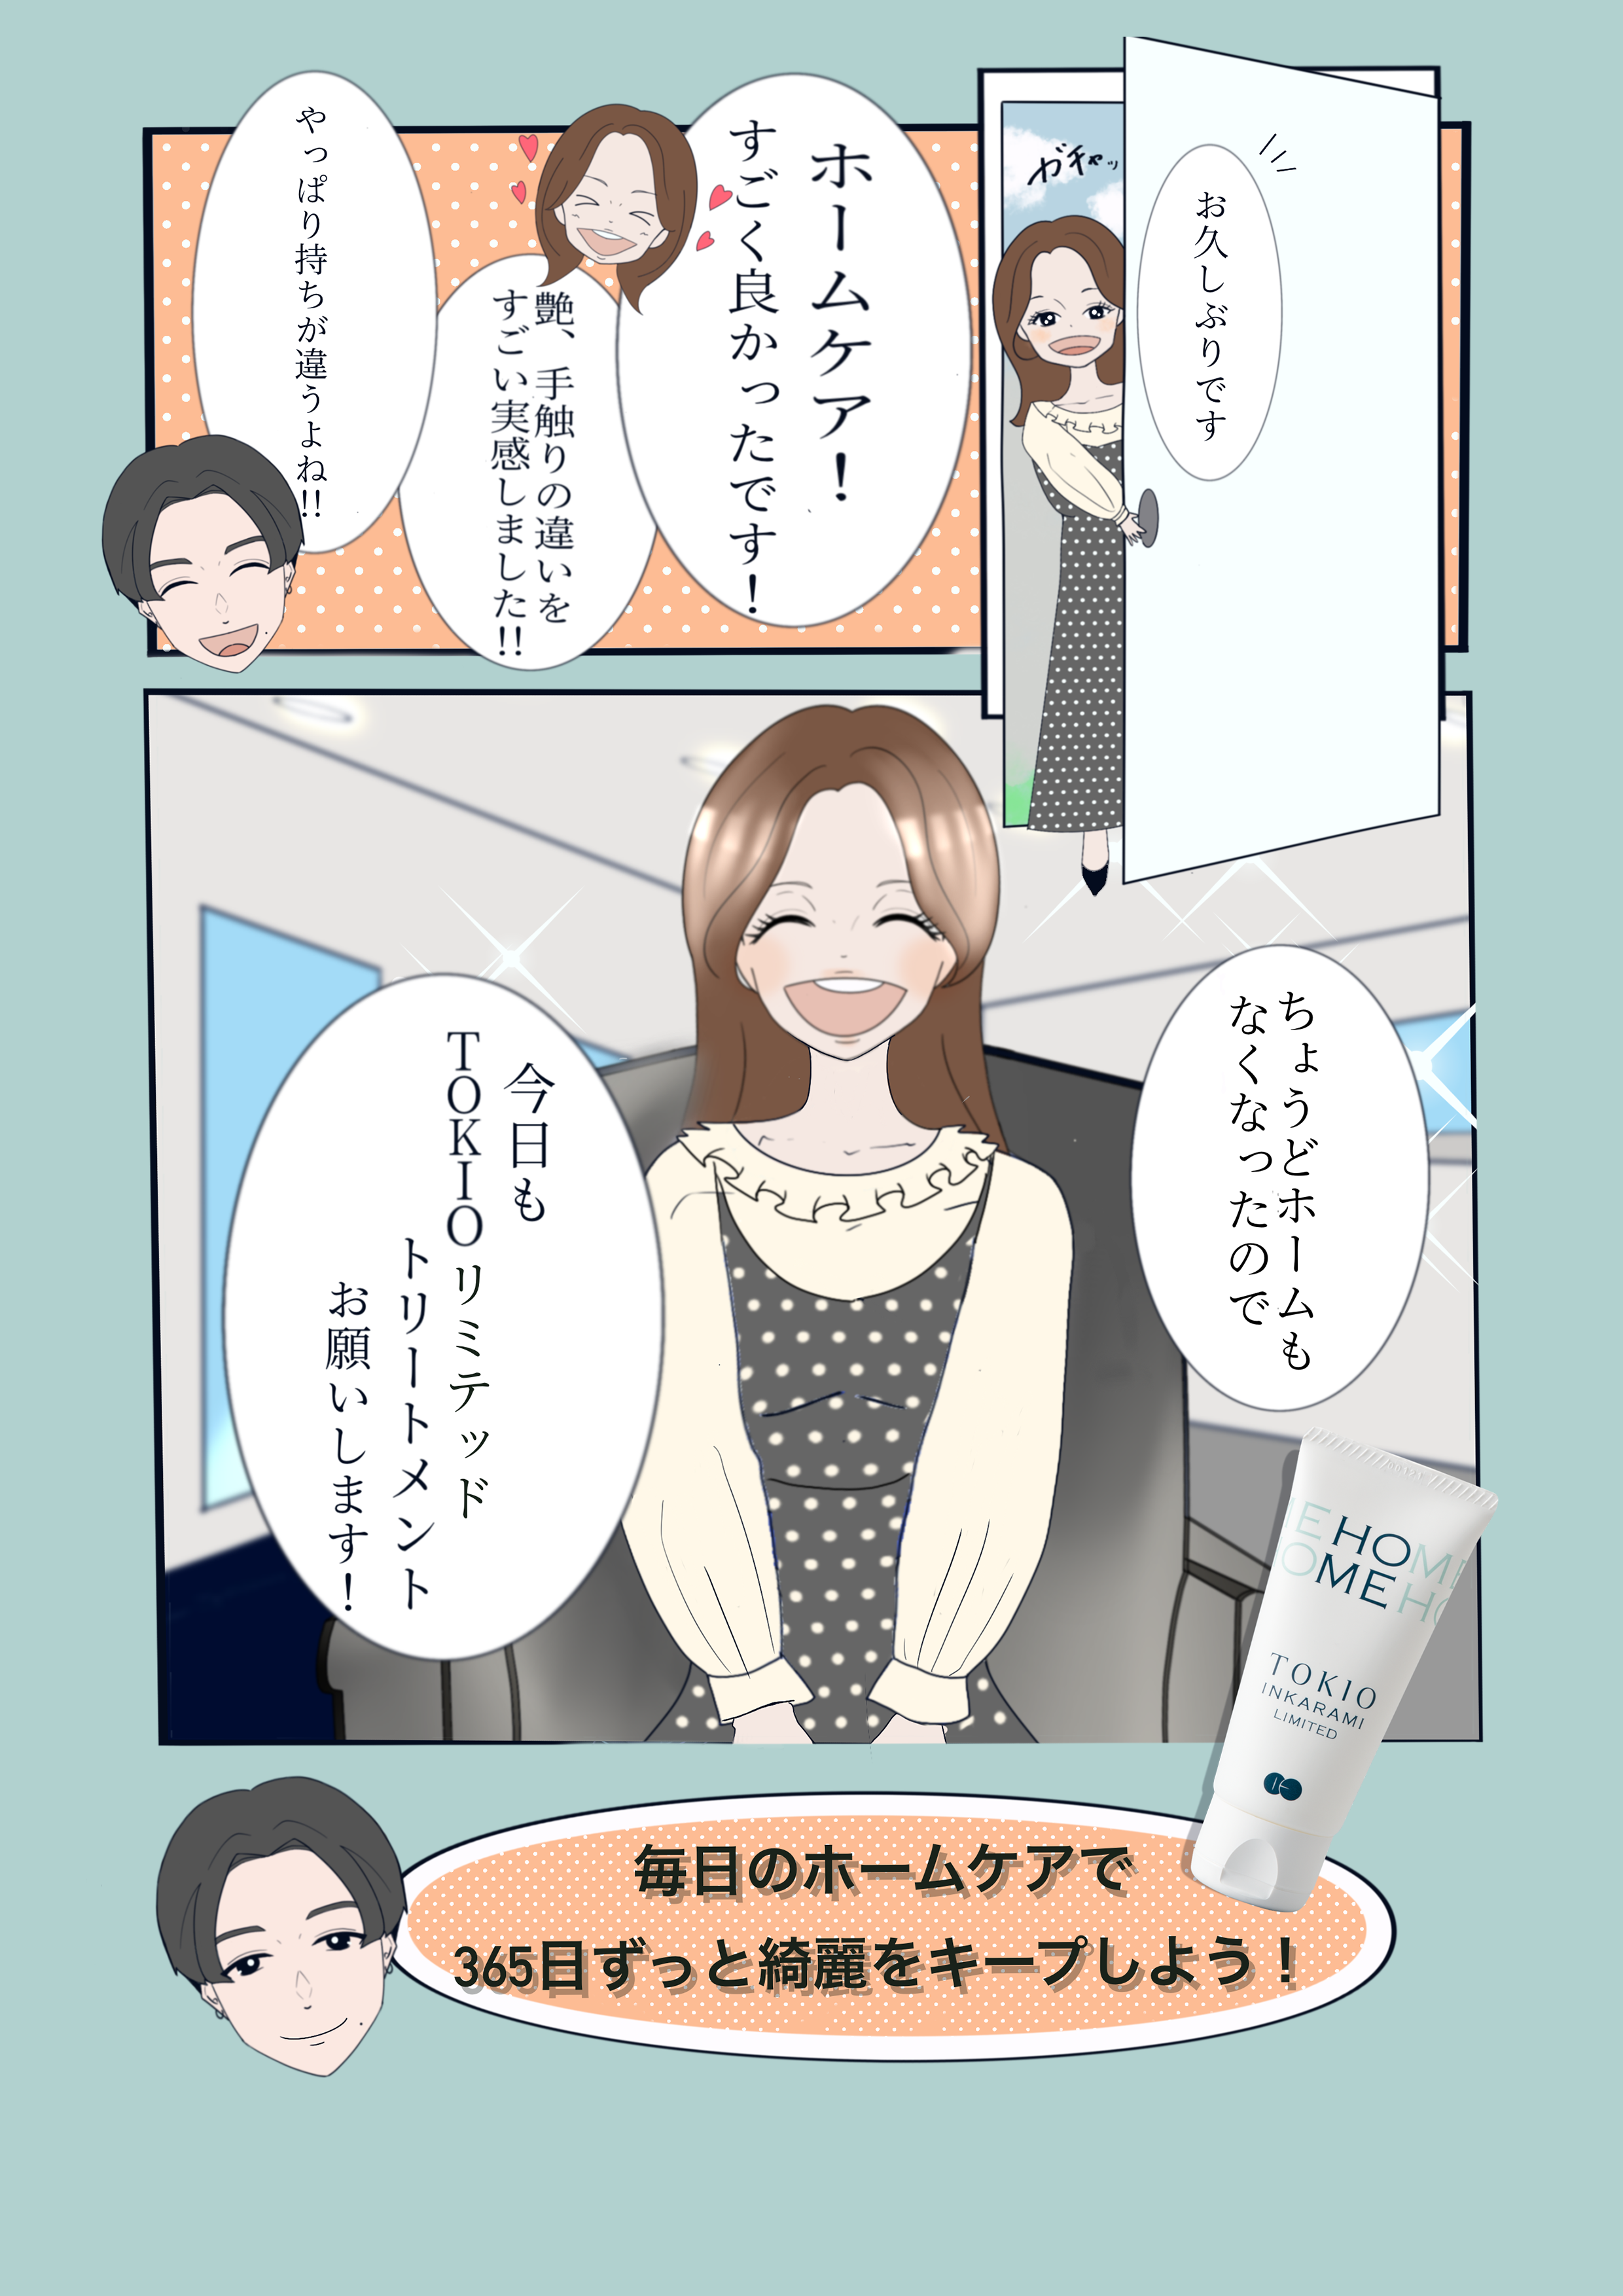 ガチャッ
お久しぶりです
ホームケア！
すごく良かったです！
艶、手触りの違いを
すごい実感しました!!
やっぱり持ちが違うよね!!
ちょうどホームも
なくなったので
今日も
TOKIOリミテッド
トリートメント
お願いします！
ME HOME
OME HO
TOKIO
INKARAMI
LIMITED
毎日のホームケアで
365日ずっと綺麗をキープしよう！